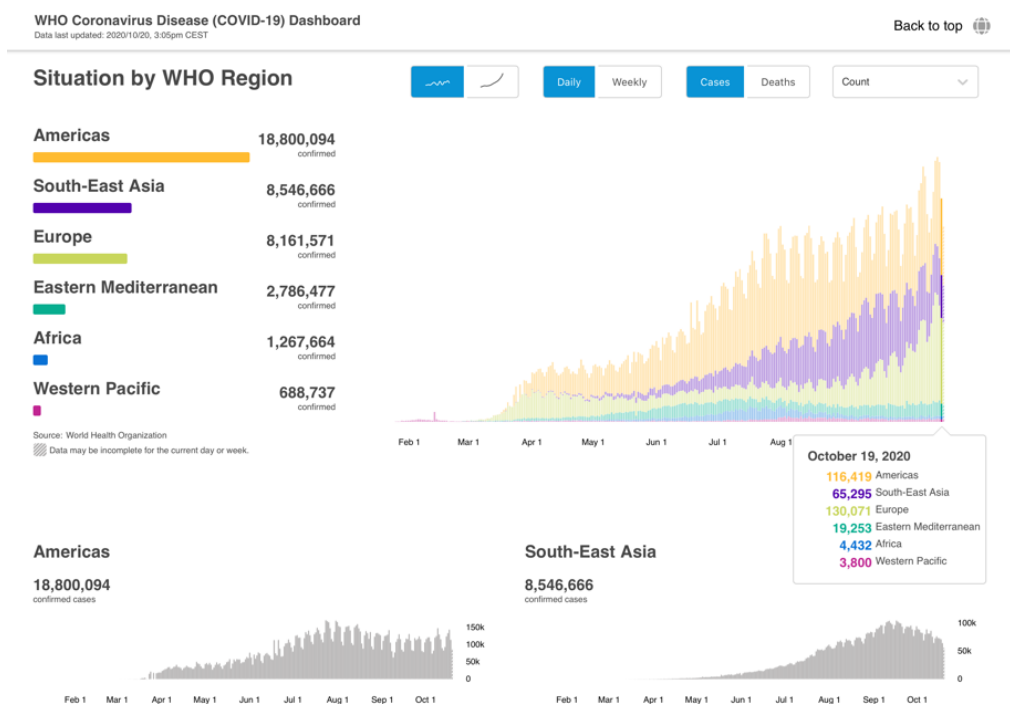 WHO Coronavirus Disease (COVID-19) Dashboard
Data last updated: 2020/10/20, 3:05pm CEST
Back to top
Situation by WHO Region
Daily
Weekly
Cases
Deaths
Count
Americas
18,800,094
confirmed
South-East Asia
8,546,666
confirmed
Europe
8,161,571
confirmed
Eastern Mediterranean
2,786,477
confirmed
Africa
1,267,664
confirmed
Western Pacific
688,737
confirmed
Source: World Health Organization
Data may be incomplete for the current day or week.
Feb 1 Mar 1 Apr 1 May 1 Jun 1 Jul 1 Aug 1
October 19, 2020
116,419 Americas
65,295 South-East Asia
130,071 Europe
19,253 Eastern Mediterranean
4,432 Africa
3,800 Western Pacific
Americas
18,800,094
confirmed cases
150k
100k
50k
0
Feb 1 Mar 1 Apr 1 May 1 Jun 1 Jul 1 Aug 1 Sep 1 Oct 1
South-East Asia
8,546,666
confirmed cases
100k
50k
0
Feb 1 Mar 1 Apr 1 May 1 Jun 1 Jul 1 Aug 1 Sep 1 Oct 1